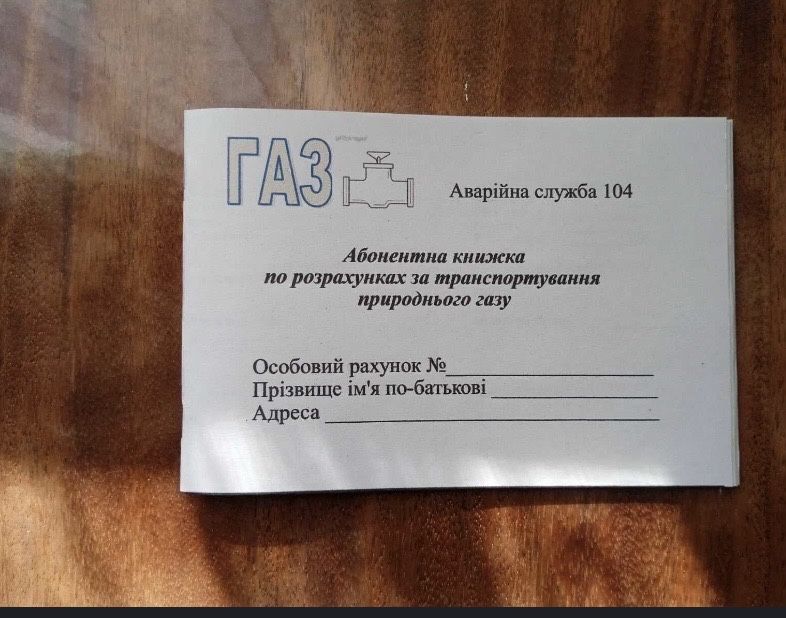 ГАЗ
Аварійна служба 104
Абонентна книжка
по розрахунках за транспортування
природнього газу
Особовий рахунок №
Прізвище ім'я по-батькові
Адреса